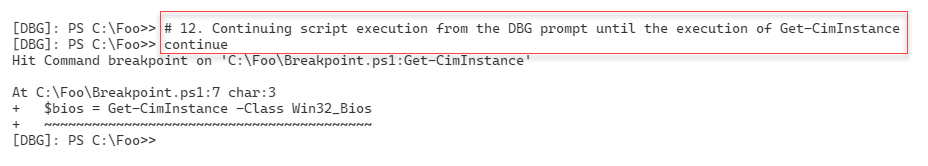 [DBG]: PS C:\Foo>> # 12. Continuing script execution from the DBG prompt until the execution of Get-CimInstance
[DBG]: PS C:\Foo>> continue
Hit Command breakpoint on 'C:\Foo\Breakpoint.ps1:Get-CimInstance'

At C:\Foo\Breakpoint.ps1:7 char:3
+   $bios = Get-CimInstance -Class Win32_Bios
+   ~~~~~~~~~~~~~~~~~~~~~~~~~~~~~~~~~~~~~~~~~
[DBG]: PS C:\Foo>>